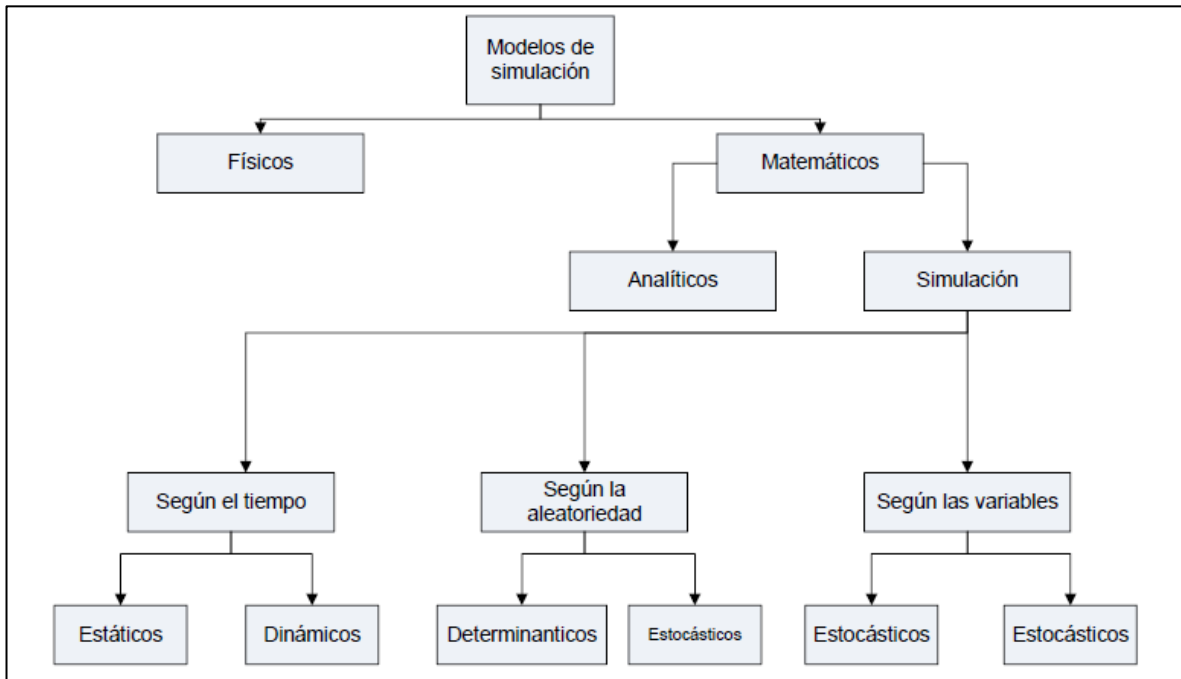 Modelos de
simulación
Físicos
Matemáticos
Analíticos
Simulación
Según el tiempo
Según la
aleatoriedad
Según las variables
Estáticos
Dinámicos
Determinanticos
Estocásticos
Estocásticos
Estocásticos